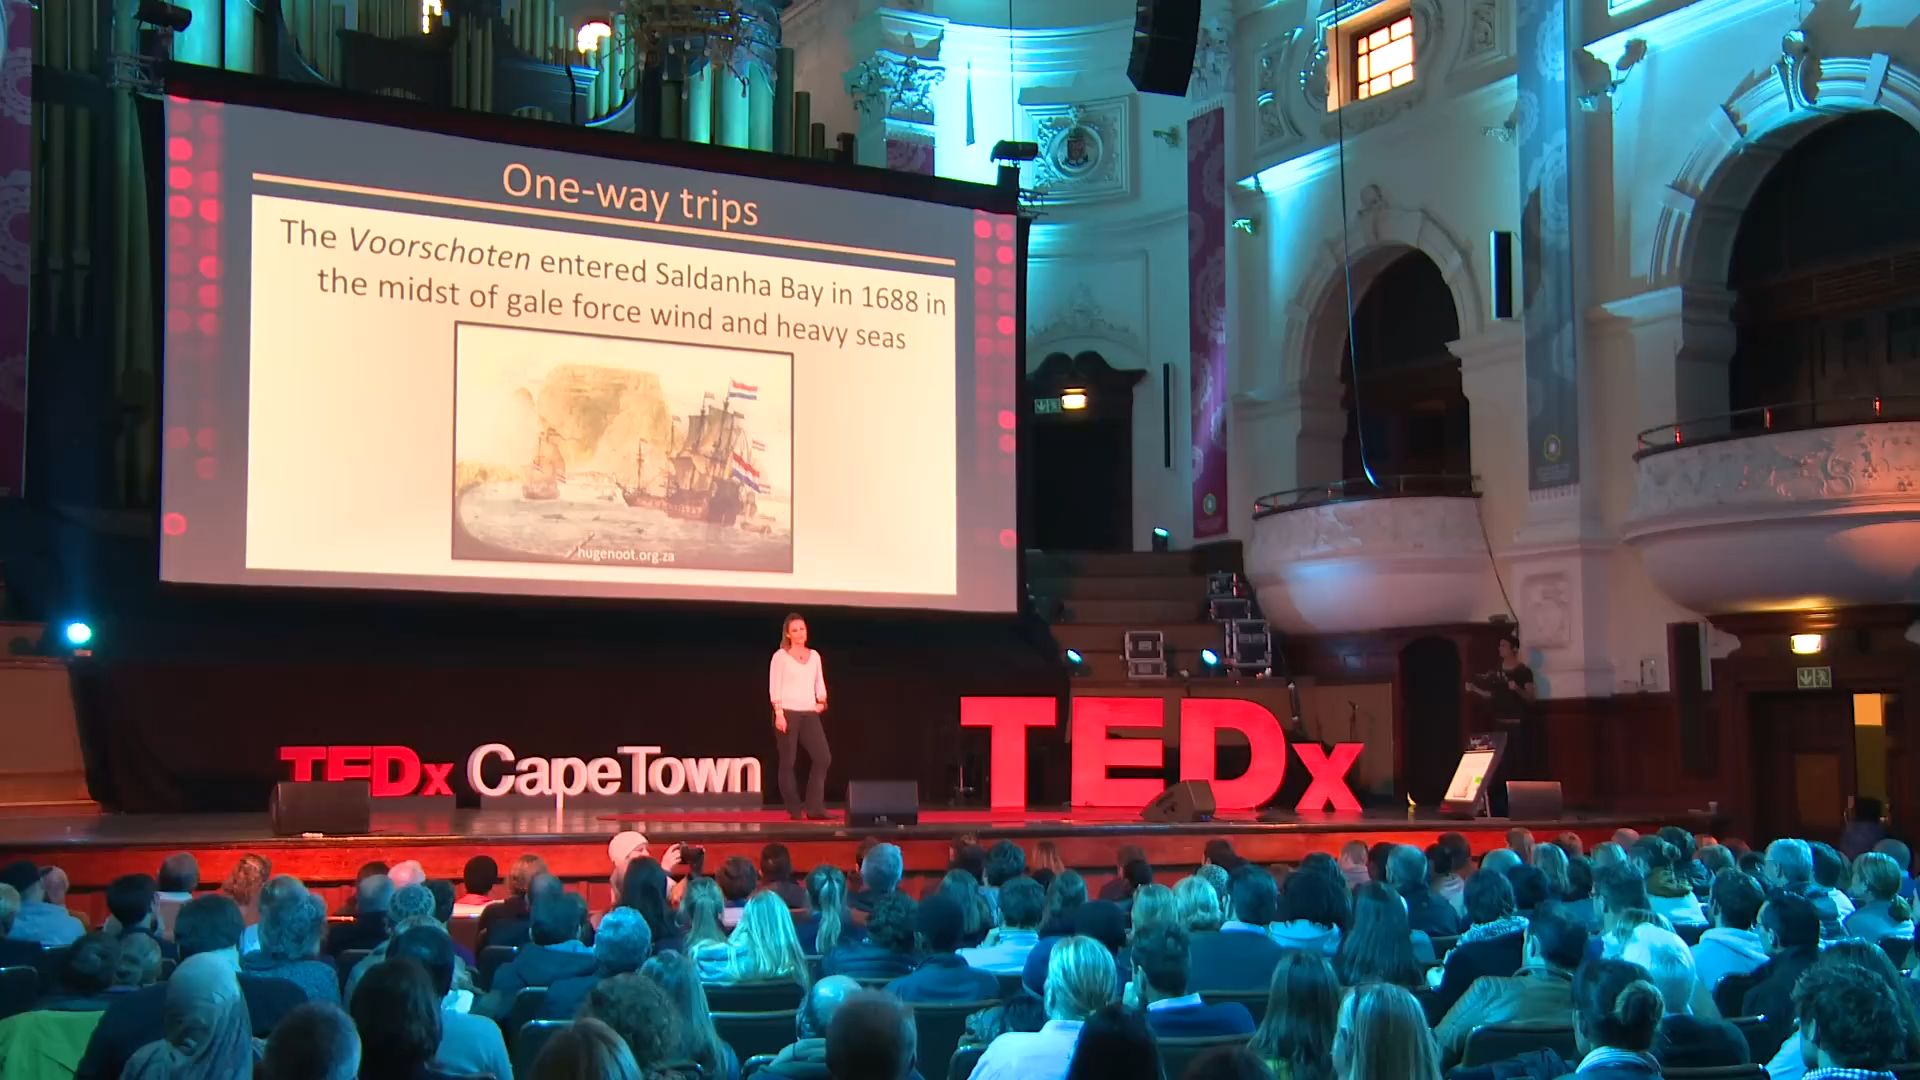 One-way trips
The Voorschoten entered Saldanha Bay in 1688 in
the midst of gale force wind and heavy seas
hugenoot.org.za
TEDx CapeTown
TEDx